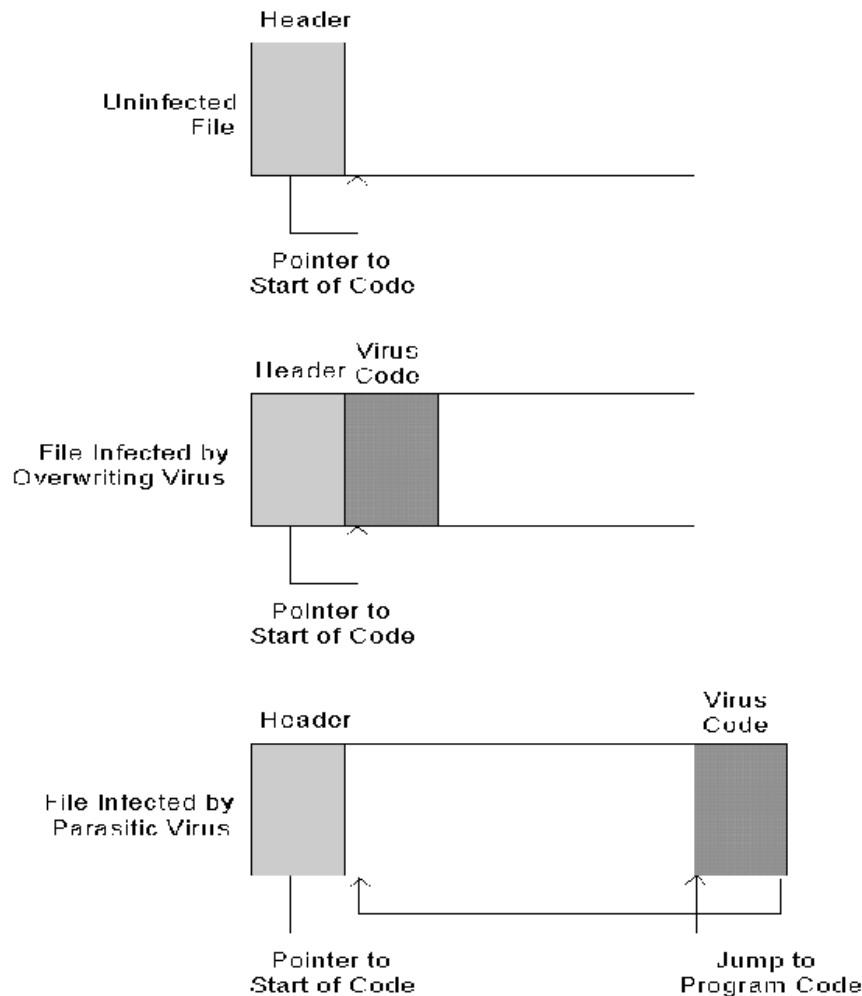 Header
Uninfected
File
Pointer to
Start of Code
Header
Virus
Code
File Infected by
Overwriting Virus
Pointer to
Start of Code
Header
Virus
Code
File Infected by
Parasitic Virus
Pointer to
Start of Code
Jump to
Program Code